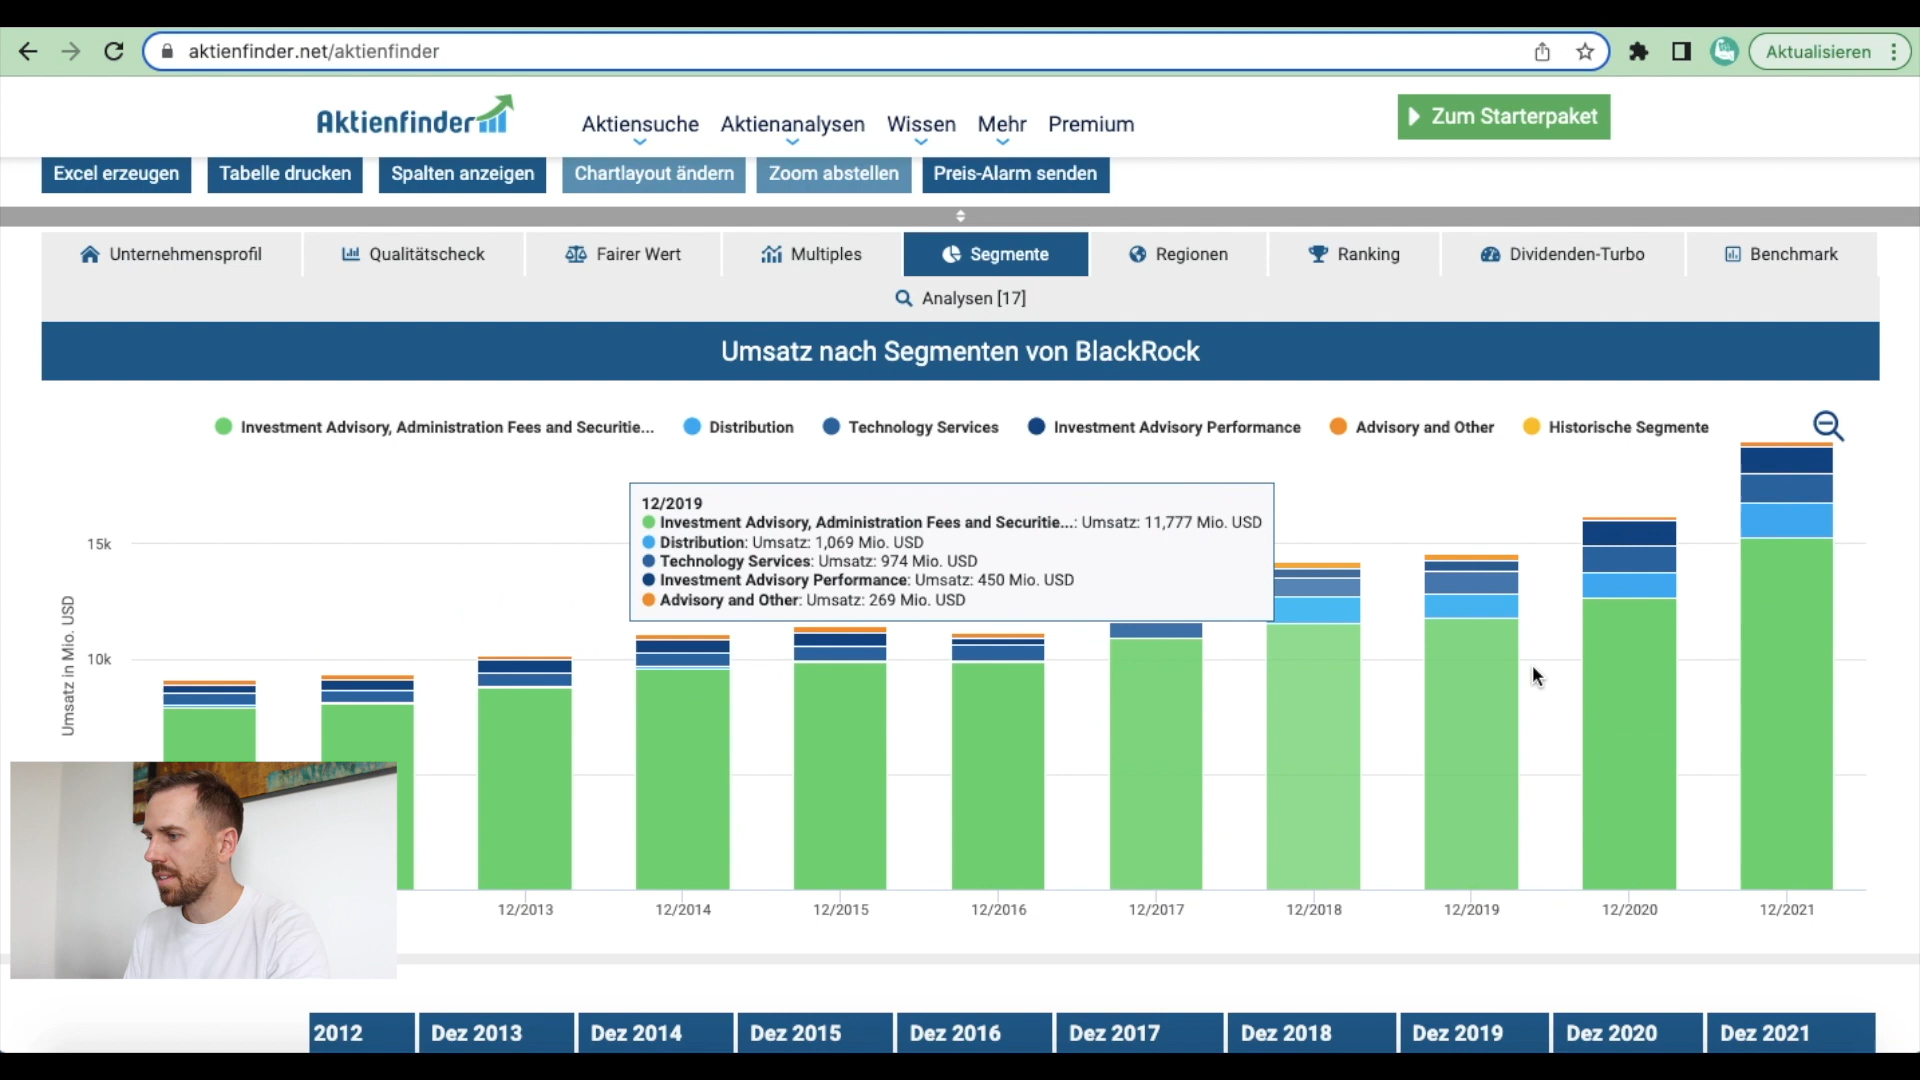 aktienfinder.net/aktienfinder
Aktualisieren
Aktienfinder
Aktiensuche Aktienanalysen Wissen Mehr Premium
Zum Starterpaket
Excel erzeugen Tabelle drucken Spalten anzeigen Chartlayout ändern Zoom abstellen Preis-Alarm senden
Unternehmensprofil Qualitätscheck Fairer Wert Multiples Segmente Regionen Ranking Dividenden-Turbo Benchmark
Analysen [17]
Umsatz nach Segmenten von BlackRock
Investment Advisory, Administration Fees and Securitie... Distribution Technology Services Investment Advisory Performance Advisory and Other Historische Segmente
12/2019
Investment Advisory, Administration Fees and Securitie...: Umsatz: 11,777 Mio. USD
Distribution: Umsatz: 1,069 Mio. USD
Technology Services: Umsatz: 974 Mio. USD
Investment Advisory Performance: Umsatz: 450 Mio. USD
Advisory and Other: Umsatz: 269 Mio. USD
15k
10k
Umsatz in Mio. USD
12/2013 12/2014 12/2015 12/2016 12/2017 12/2018 12/2019 12/2020 12/2021
2012 Dez 2013 Dez 2014 Dez 2015 Dez 2016 Dez 2017 Dez 2018 Dez 2019 Dez 2020 Dez 2021